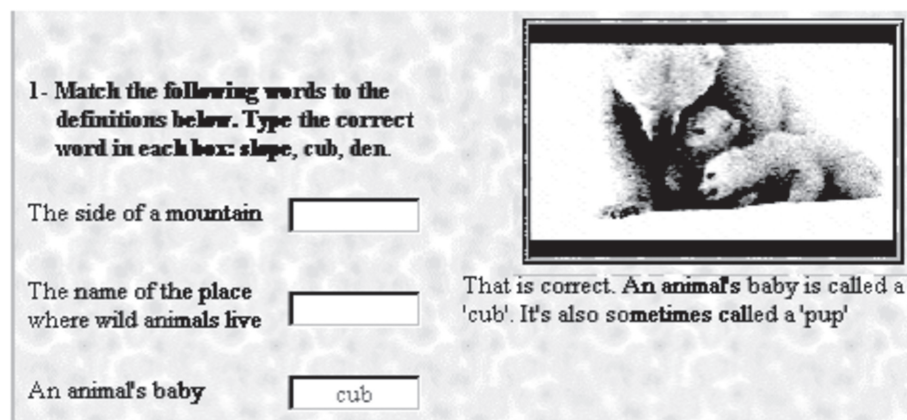 1- Match the following words to the
definitions below. Type the correct
word in each box: slope, cub, den.
The side of a mountain
The name of the place
where wild animals live
An animal's baby
cub
That is correct. An animal's baby is called a
'cub'. It's also sometimes called a 'pup'